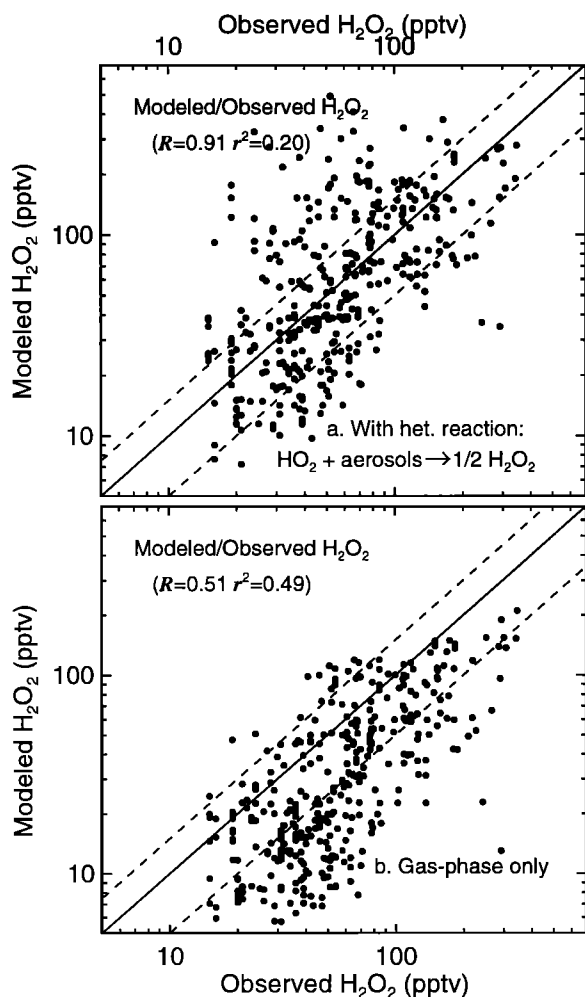 Observed H₂O₂ (pptv)
10 100
Modeled/Observed H₂O₂
(R=0.91 r²=0.20)
100
Modeled H₂O₂ (pptv)
a. With het. reaction:
10
HO₂ + aerosols→1/2 H₂O₂
Modeled/Observed H₂O₂
(R=0.51 r²=0.49)
100
Modeled H₂O₂ (pptv)
10
b. Gas-phase only
10 100
Observed H₂O₂ (pptv)